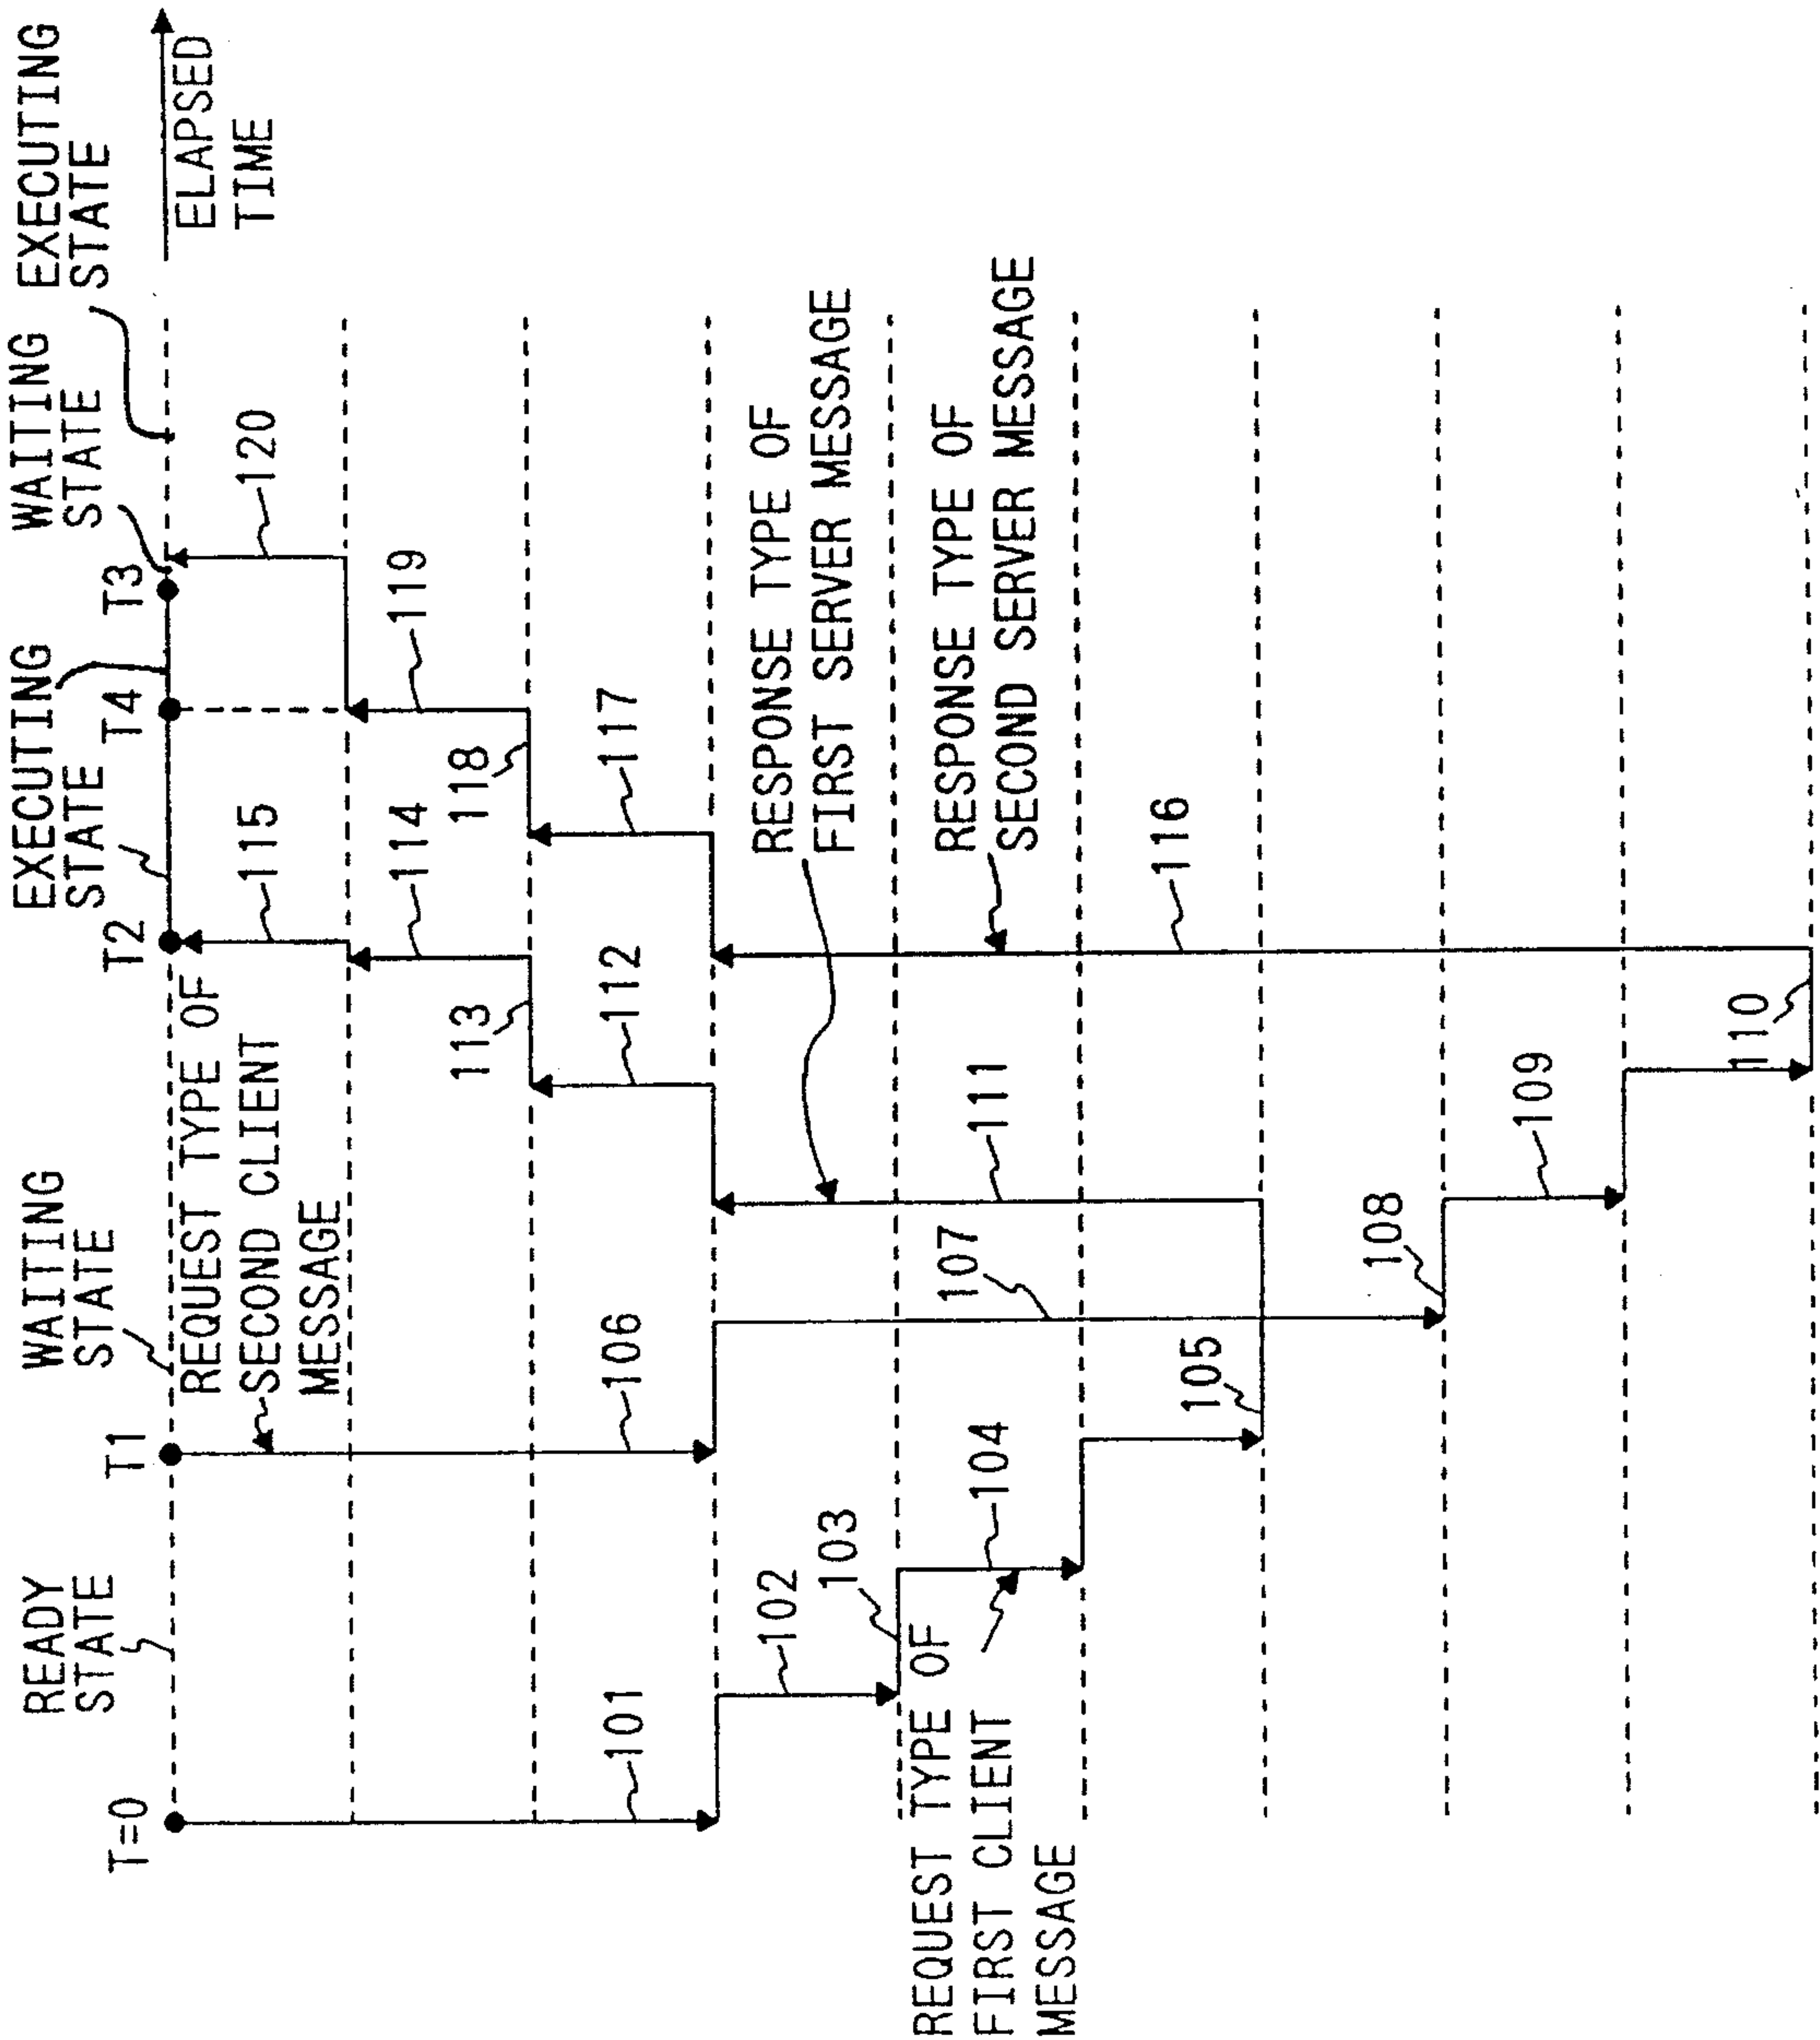 READY
STATE
WAITING
STATE
EXECUTING
STATE
WAITING
STATE
EXECUTING
STATE
T=0
T1
T2
T4
T3
ELAPSED
TIME
REQUEST TYPE OF
SECOND CLIENT
MESSAGE
115
120
114
119
101
106
113
118
112
117
102
103
REQUEST TYPE OF
FIRST CLIENT
MESSAGE
104
107
111
RESPONSE TYPE OF
FIRST SERVER MESSAGE
RESPONSE TYPE OF
SECOND SERVER MESSAGE
116
105
108
109
110